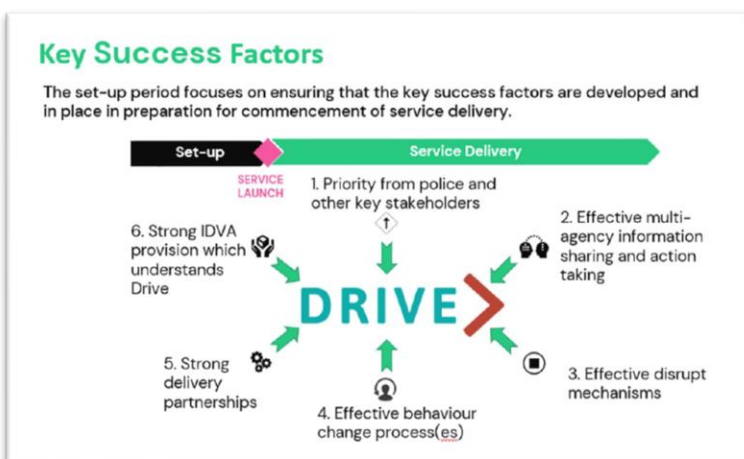 Key Success Factors
The set-up period focuses on ensuring that the key success factors are developed and
in place in preparation for commencement of service delivery.
Set-up
Service Delivery
SERVICE
LAUNCH
1. Priority from police and
other key stakeholders
2. Effective multi-
agency information
sharing and action
taking
3. Effective disrupt
mechanisms
4. Effective behaviour
change process(es)
5. Strong
delivery
partnerships
6. Strong IDVA
provision which
understands
Drive
DRIVE